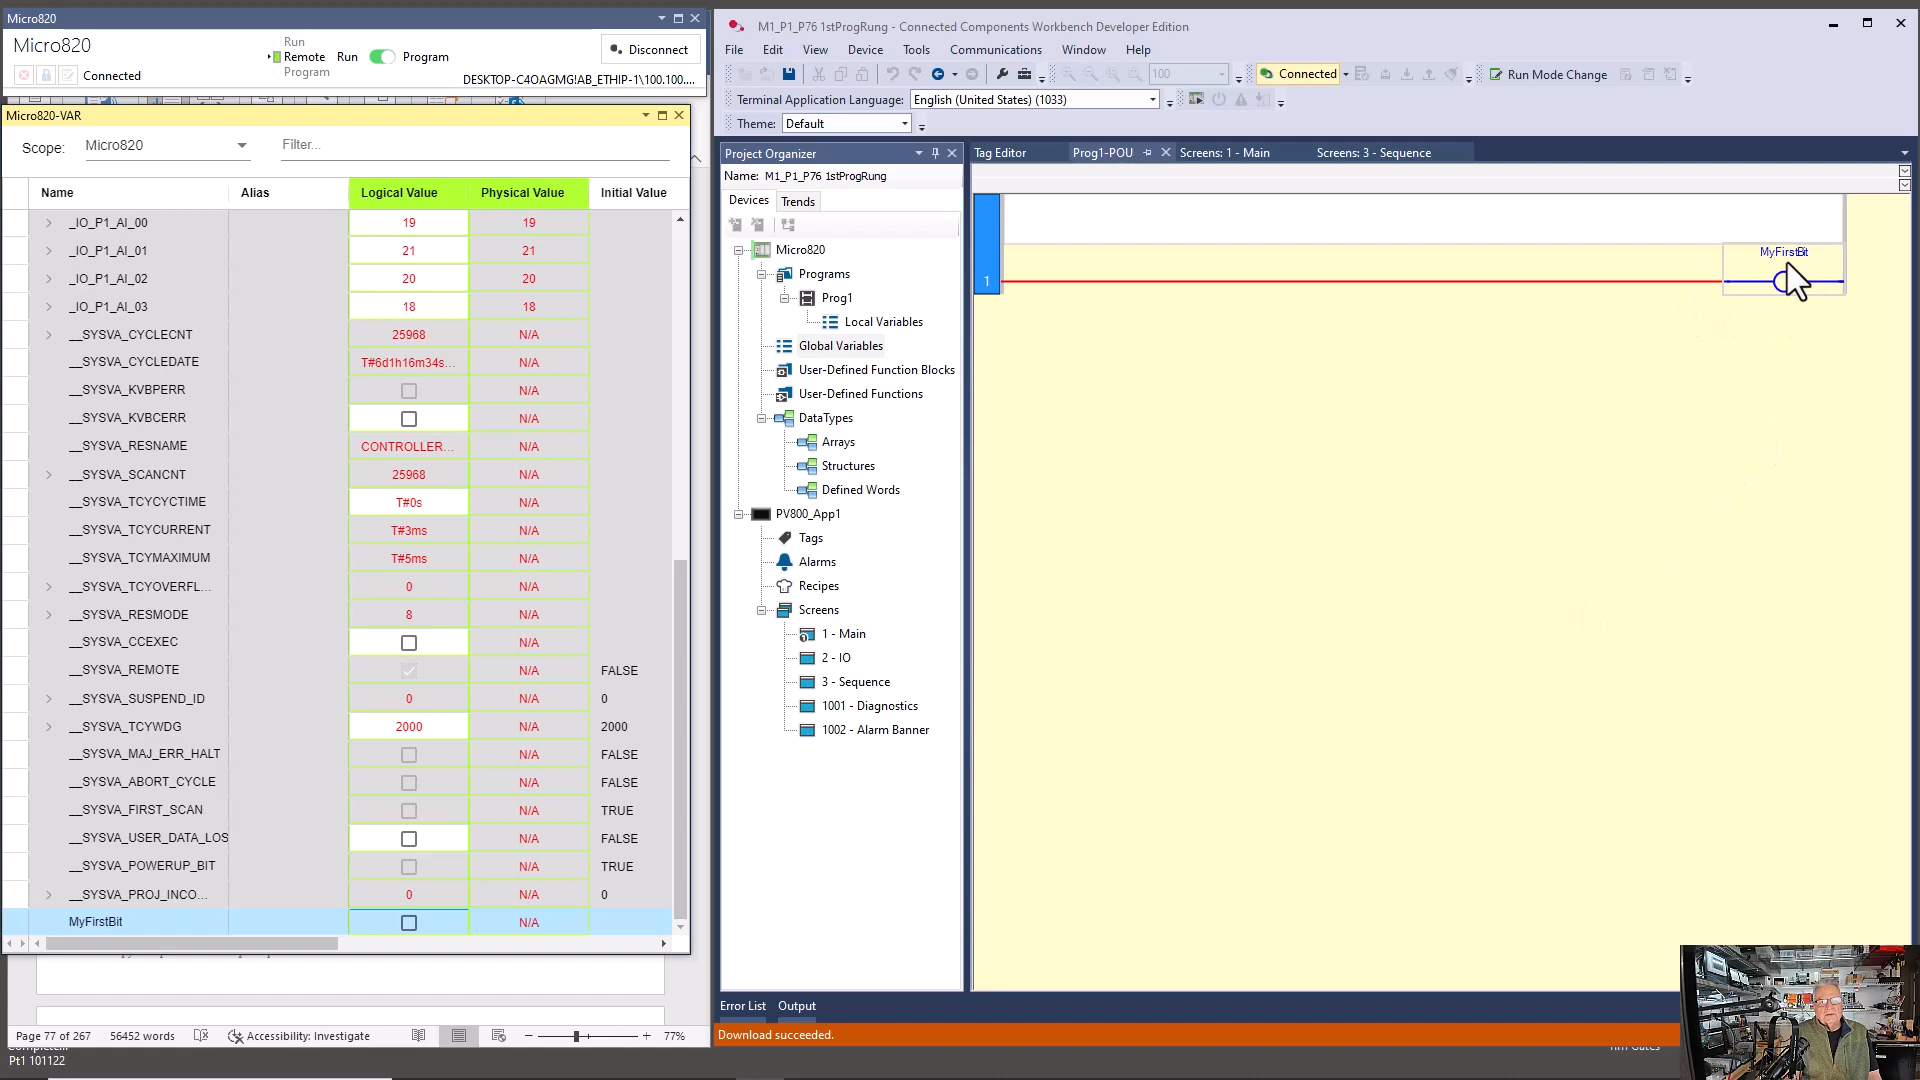 Micro820
Micro820
Run
Remote
Program
Run
Program
Disconnect
Connected
DESKTOP-C4OAGMG!AB_ETHIP-1\100.100....
Micro820-VAR
Scope:
Micro820
Filter...
Name
Alias
Logical Value
Physical Value
Initial Value
_IO_P1_AI_00 19 19
_IO_P1_AI_01 21 21
_IO_P1_AI_02 20 20
_IO_P1_AI_03 18 18
__SYSVA_CYCLECNT 25968 N/A
__SYSVA_CYCLEDATE T#6d1h16m34s... N/A
__SYSVA_KVBPERR N/A
__SYSVA_KVBCERR N/A
__SYSVA_RESNAME CONTROLLER... N/A
__SYSVA_SCANCNT 25968 N/A
__SYSVA_TCYCYCTIME T#0s N/A
__SYSVA_TCYCURRENT T#3ms N/A
__SYSVA_TCYMAXIMUM T#5ms N/A
__SYSVA_TCYOVERFL... 0 N/A
__SYSVA_RESMODE 8 N/A
__SYSVA_CCEXEC N/A
__SYSVA_REMOTE N/A FALSE
__SYSVA_SUSPEND_ID 0 N/A 0
__SYSVA_TCYWDG 2000 N/A 2000
__SYSVA_MAJ_ERR_HALT N/A FALSE
__SYSVA_ABORT_CYCLE N/A FALSE
__SYSVA_FIRST_SCAN N/A TRUE
__SYSVA_USER_DATA_LOS N/A FALSE
__SYSVA_POWERUP_BIT N/A TRUE
__SYSVA_PROJ_INCO... 0 N/A 0
MyFirstBit N/A
Page 77 of 267
56452 words
Accessibility: Investigate
77%
Pt1 101122
M1_P1_P76 1stProgRung - Connected Components Workbench Developer Edition
File
Edit
View
Device
Tools
Communications
Window
Help
100
Connected
Run Mode Change
Terminal Application Language:
English (United States) (1033)
Theme:
Default
Project Organizer
Name: M1_P1_P76 1stProgRung
Devices
Trends
Micro820
Programs
Prog1
Local Variables
Global Variables
User-Defined Function Blocks
User-Defined Functions
DataTypes
Arrays
Structures
Defined Words
PV800_App1
Tags
Alarms
Recipes
Screens
1 - Main
2 - IO
3 - Sequence
1001 - Diagnostics
1002 - Alarm Banner
Tag Editor
Prog1-POU
Screens: 1 - Main
Screens: 3 - Sequence
MyFirstBit
1
Error List
Output
Download succeeded.